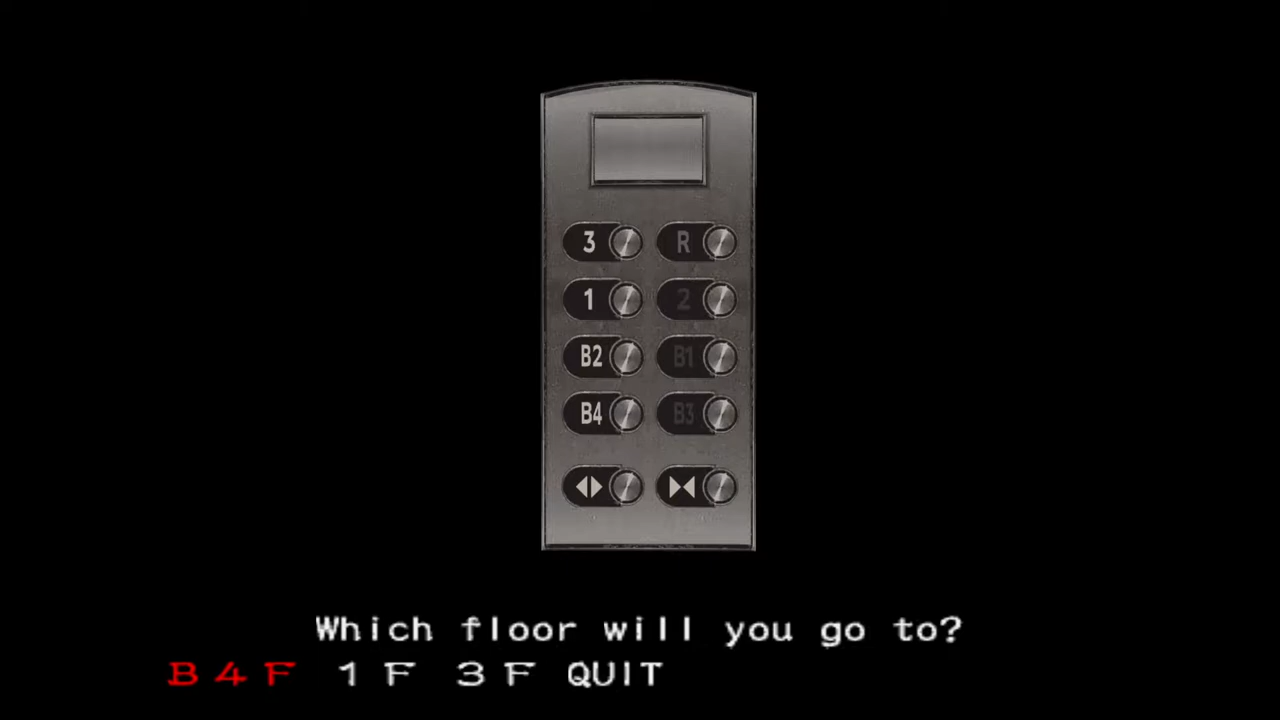 3 R
1 2
B2 B1
B4 B3
Which floor will you go to?
B4F 1F 3F QUIT